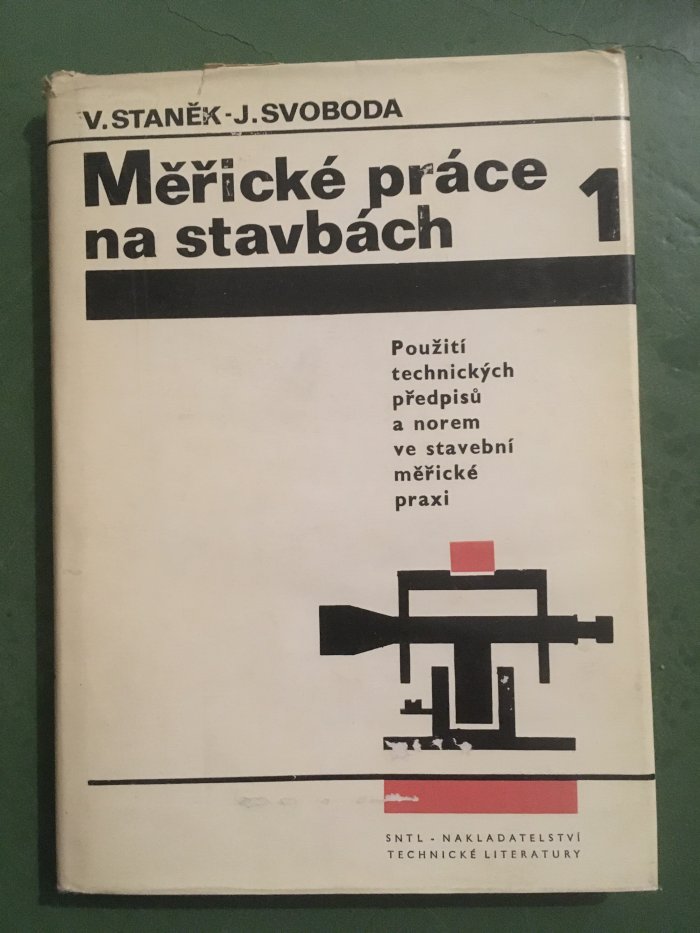 V. STANĚK - J. SVOBODA
Měřické práce 1
na stavbách
Použití
technických
předpisů
a norem
ve stavební
měřické
praxi
SNTL - NAKLADATELSTVÍ
TECHNICKÉ LITERATURY